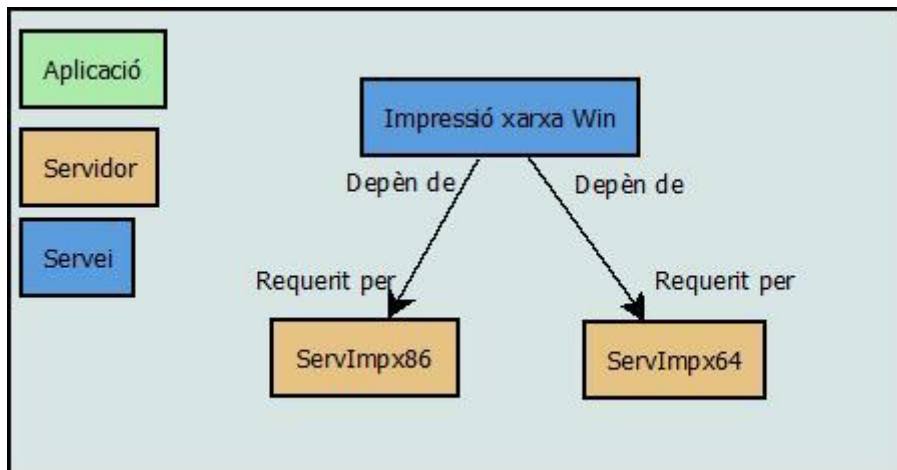 Aplicació
Impressió xarxa Win
Servidor
Depèn de
Depèn de
Servei
Requerit per
Requerit per
ServImpx86
ServImpx64